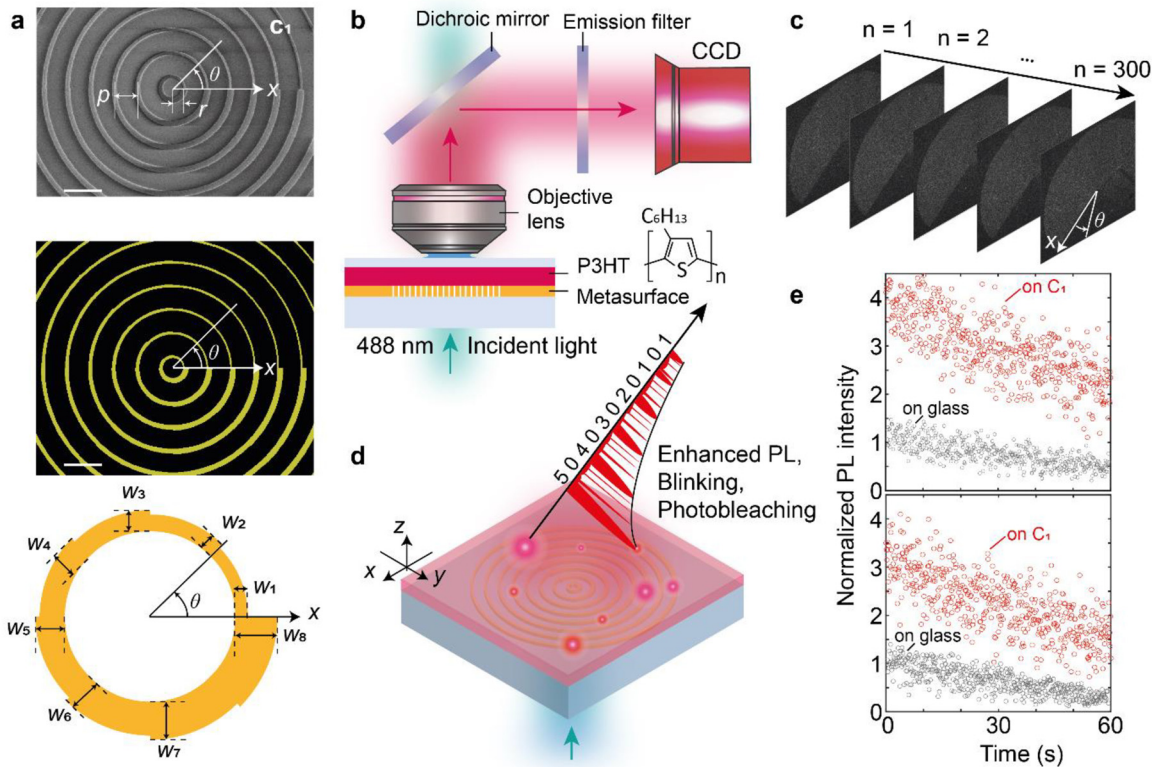 a
C₁
θ
x
p
r
θ
x
W₃
W₂
W₄
W₁
θ
x
W₅
W₈
W₆
W₇
b
Dichroic mirror
Emission filter
CCD
Objective
lens
C₆H₁₃
S
n
P3HT
Metasurface
488 nm
Incident light
c
n = 1
n = 2
...
n = 300
x
θ
d
5 0 4 0 3 0 2 0 1 0 1
Enhanced PL,
Blinking,
Photobleaching
z
x
y
e
Normalized PL intensity
4
3
2
1
0
on C₁
on glass
4
3
2
1
0
on C₁
on glass
0
30
60
Time (s)